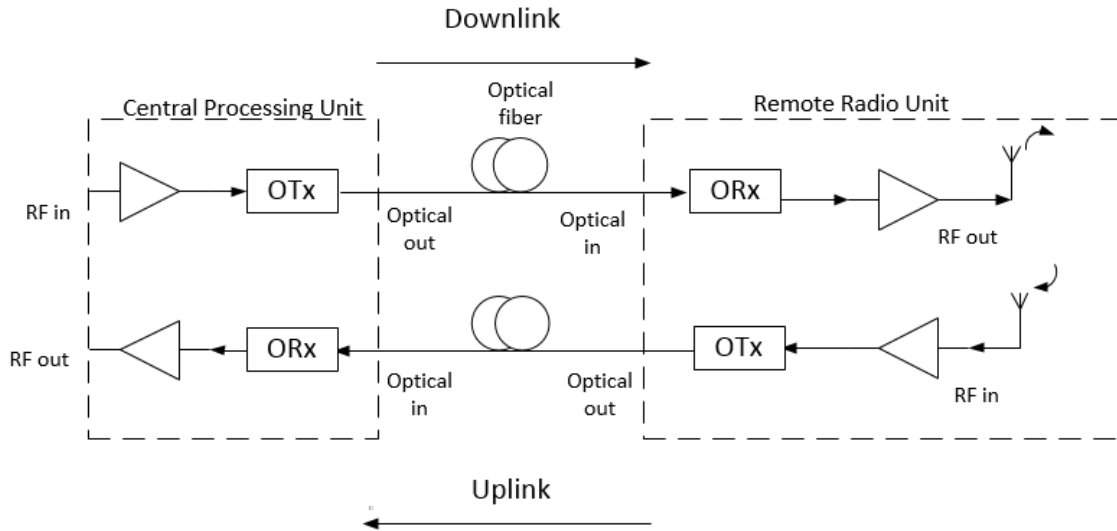 Downlink
Central Processing Unit
Optical
fiber
Remote Radio Unit
RF in
OTx
Optical
out
Optical
in
ORx
RF out
RF out
ORx
Optical
in
Optical
out
OTx
RF in
Uplink